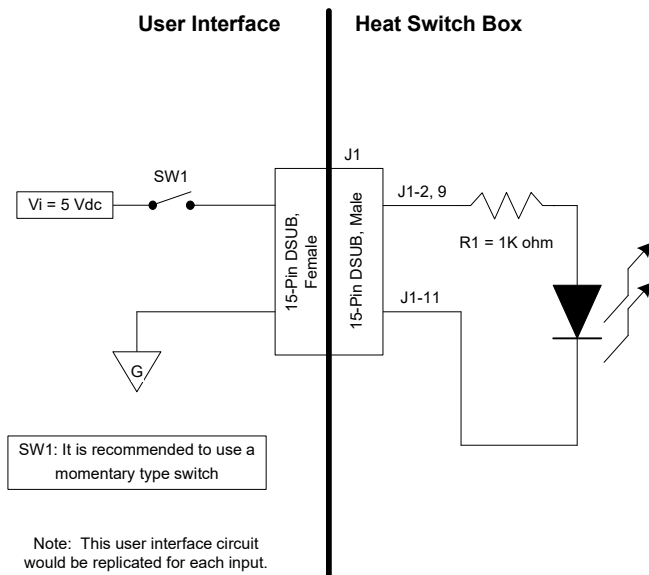 User Interface
Heat Switch Box
J1
SW1
J1-2, 9
Vi = 5 Vdc
15-Pin DSUB,
Female
15-Pin DSUB, Male
R1 = 1K ohm
J1-11
G
SW1: It is recommended to use a
momentary type switch
Note: This user interface circuit
would be replicated for each input.